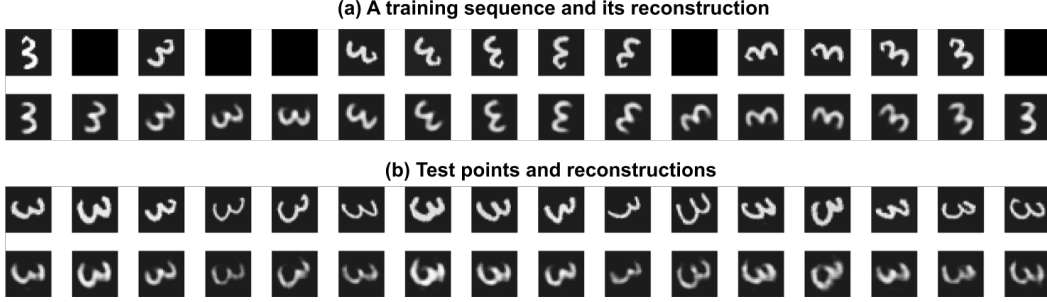 (a) A training sequence and its reconstruction
(b) Test points and reconstructions